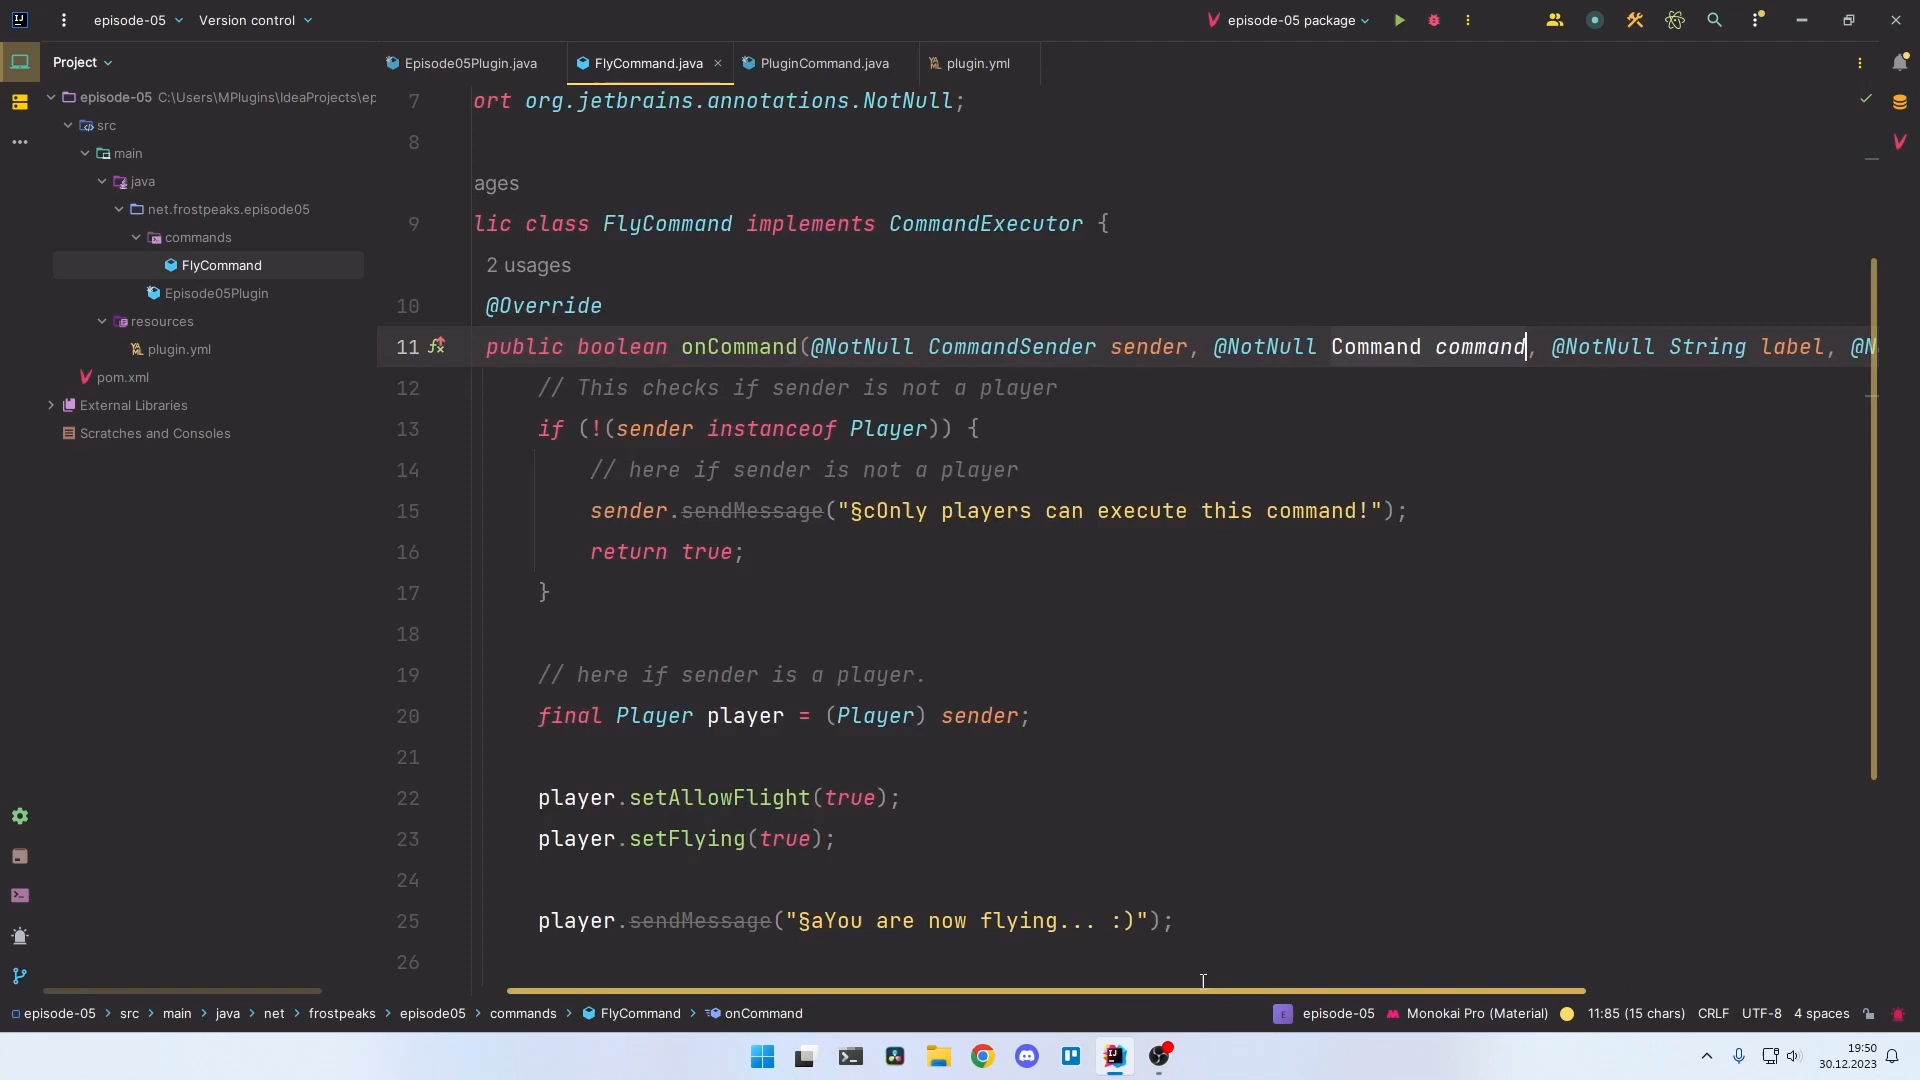 episode-05 Version control episode-05 package
Project
Episode05Plugin.java FlyCommand.java PluginCommand.java plugin.yml
episode-05 C:\Users\MPlugins\IdeaProjects\ep
src
main
java
net.frostpeaks.episode05
commands
FlyCommand
Episode05Plugin
resources
plugin.yml
pom.xml
External Libraries
Scratches and Consoles
7 ort org.jetbrains.annotations.NotNull;
8
ages
9 lic class FlyCommand implements CommandExecutor {
2 usages
10 @Override
11 public boolean onCommand(@NotNull CommandSender sender, @NotNull Command command, @NotNull String label, @N
12 // This checks if sender is not a player
13 if (!(sender instanceof Player)) {
14 // here if sender is not a player
15 sender.sendMessage("§cOnly players can execute this command!");
16 return true;
17 }
18
19 // here if sender is a player.
20 final Player player = (Player) sender;
21
22 player.setAllowFlight(true);
23 player.setFlying(true);
24
25 player.sendMessage("§aYou are now flying... :)");
26
episode-05 > src > main > java > net > frostpeaks > episode05 > commands > FlyCommand > onCommand
E episode-05 Monokai Pro (Material) 11:85 (15 chars) CRLF UTF-8 4 spaces
19:50
30.12.2023